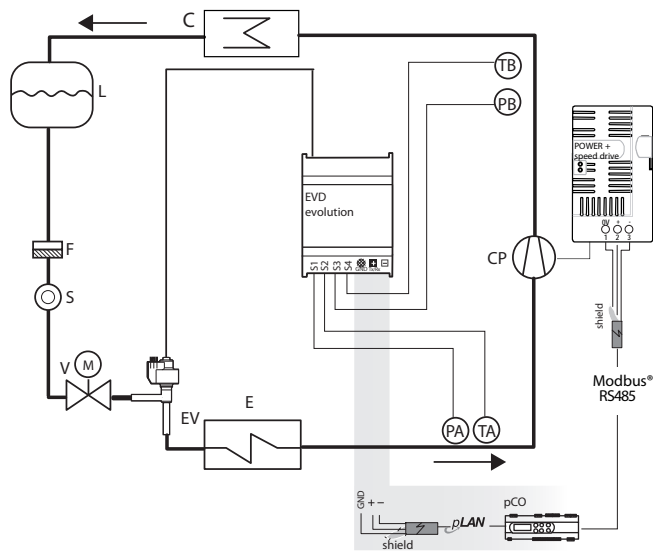 C
L
TB
PB
POWER +
speed drive
EVD
evolution
0V + -
1 2 3
F
CP
S1 S2 S3 S4 GND Tx/Rx
S
shield
V
M
Modbus®
RS485
EV
E
PA
TA
GND + −
pCO
pLAN
shield